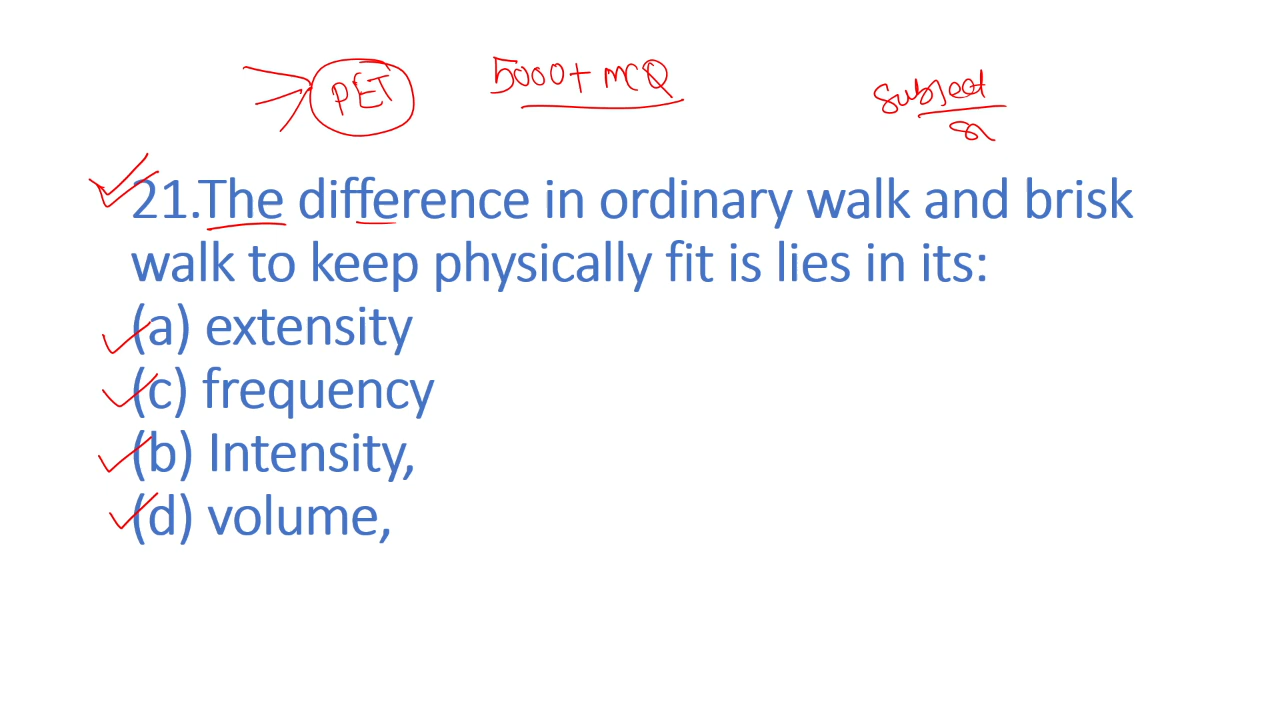 PET 5000+ MCQ Subject
21.The difference in ordinary walk and brisk
walk to keep physically fit is lies in its:
(a) extensity
(c) frequency
(b) Intensity,
(d) volume,